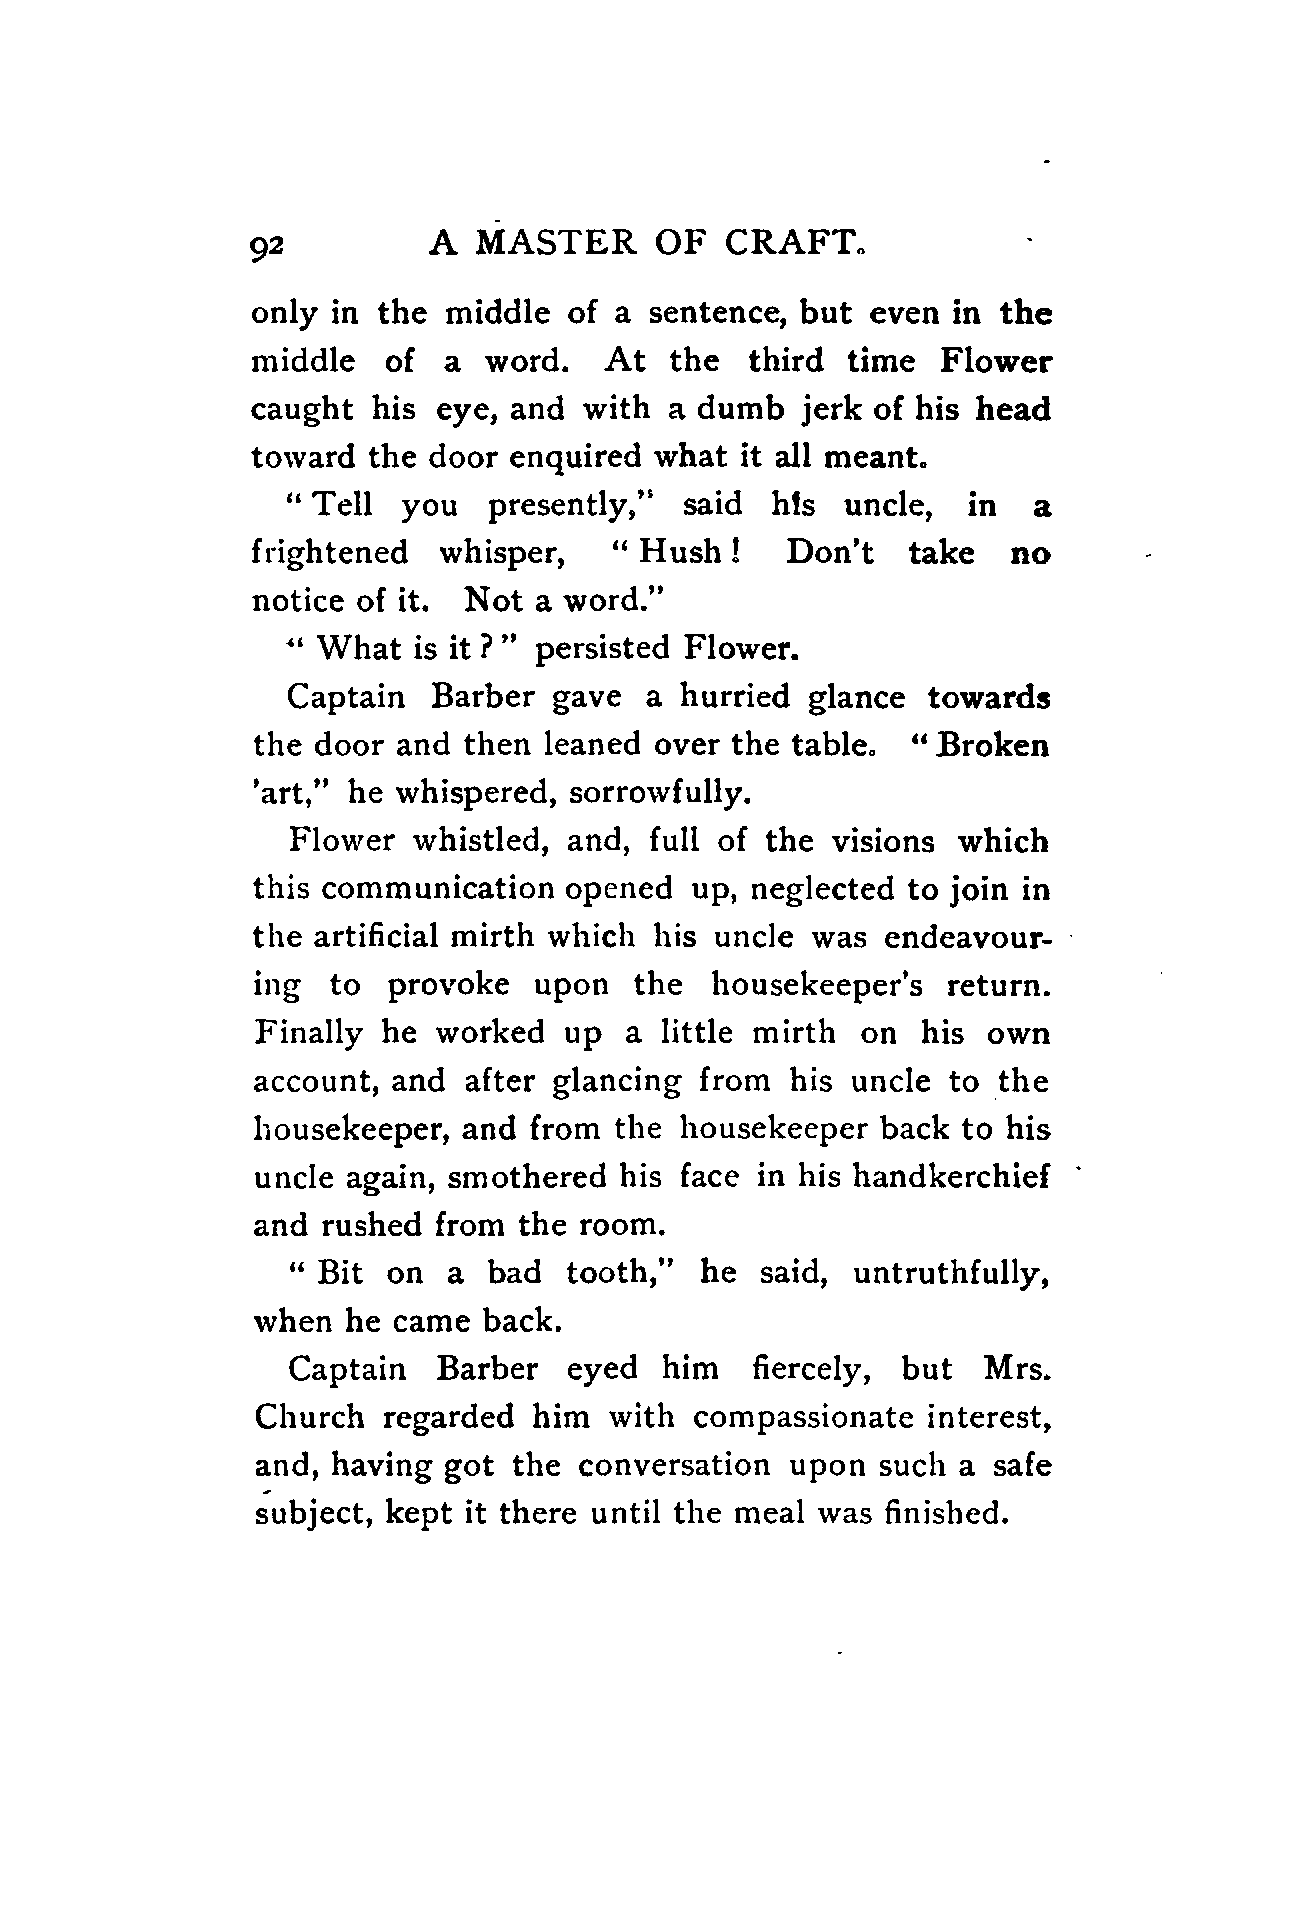 92 A MASTER OF CRAFT.
only in the middle of a sentence, but even in the
middle of a word. At the third time Flower
caught his eye, and with a dumb jerk of his head
toward the door enquired what it all meant.
"Tell you presently," said his uncle, in a
frightened whisper, "Hush! Don't take no
notice of it. Not a word."
"What is it?" persisted Flower.
Captain Barber gave a hurried glance towards
the door and then leaned over the table. "Broken
'art," he whispered, sorrowfully.
Flower whistled, and, full of the visions which
this communication opened up, neglected to join in
the artificial mirth which his uncle was endeavour-
ing to provoke upon the housekeeper's return.
Finally he worked up a little mirth on his own
account, and after glancing from his uncle to the
housekeeper, and from the housekeeper back to his
uncle again, smothered his face in his handkerchief
and rushed from the room.
"Bit on a bad tooth," he said, untruthfully,
when he came back.
Captain Barber eyed him fiercely, but Mrs.
Church regarded him with compassionate interest,
and, having got the conversation upon such a safe
subject, kept it there until the meal was finished.